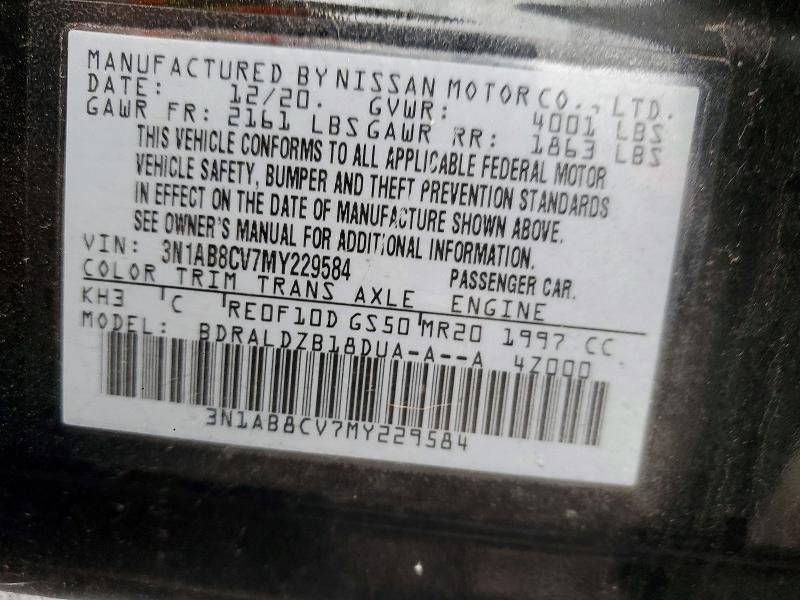 MANUFACTURED BY NISSAN MOTOR CO., LTD.
DATE: 12/20. GVWR: 4001 LBS
GAWR FR: 2161 LBS GAWR RR: 1863 LBS
THIS VEHICLE CONFORMS TO ALL APPLICABLE FEDERAL MOTOR
VEHICLE SAFETY, BUMPER AND THEFT PREVENTION STANDARDS
IN EFFECT ON THE DATE OF MANUFACTURE SHOWN ABOVE.
SEE OWNER'S MANUAL FOR ADDITIONAL INFORMATION.
VIN: 3N1AB8CV7MY229584 PASSENGER CAR.
COLOR TRIM TRANS AXLE ENGINE
KH3 C RE0F10D GS50 MR20 1997 CC.
MODEL: BDRALDZB18DUA-A--A 4Z000
3N1AB8CV7MY229584